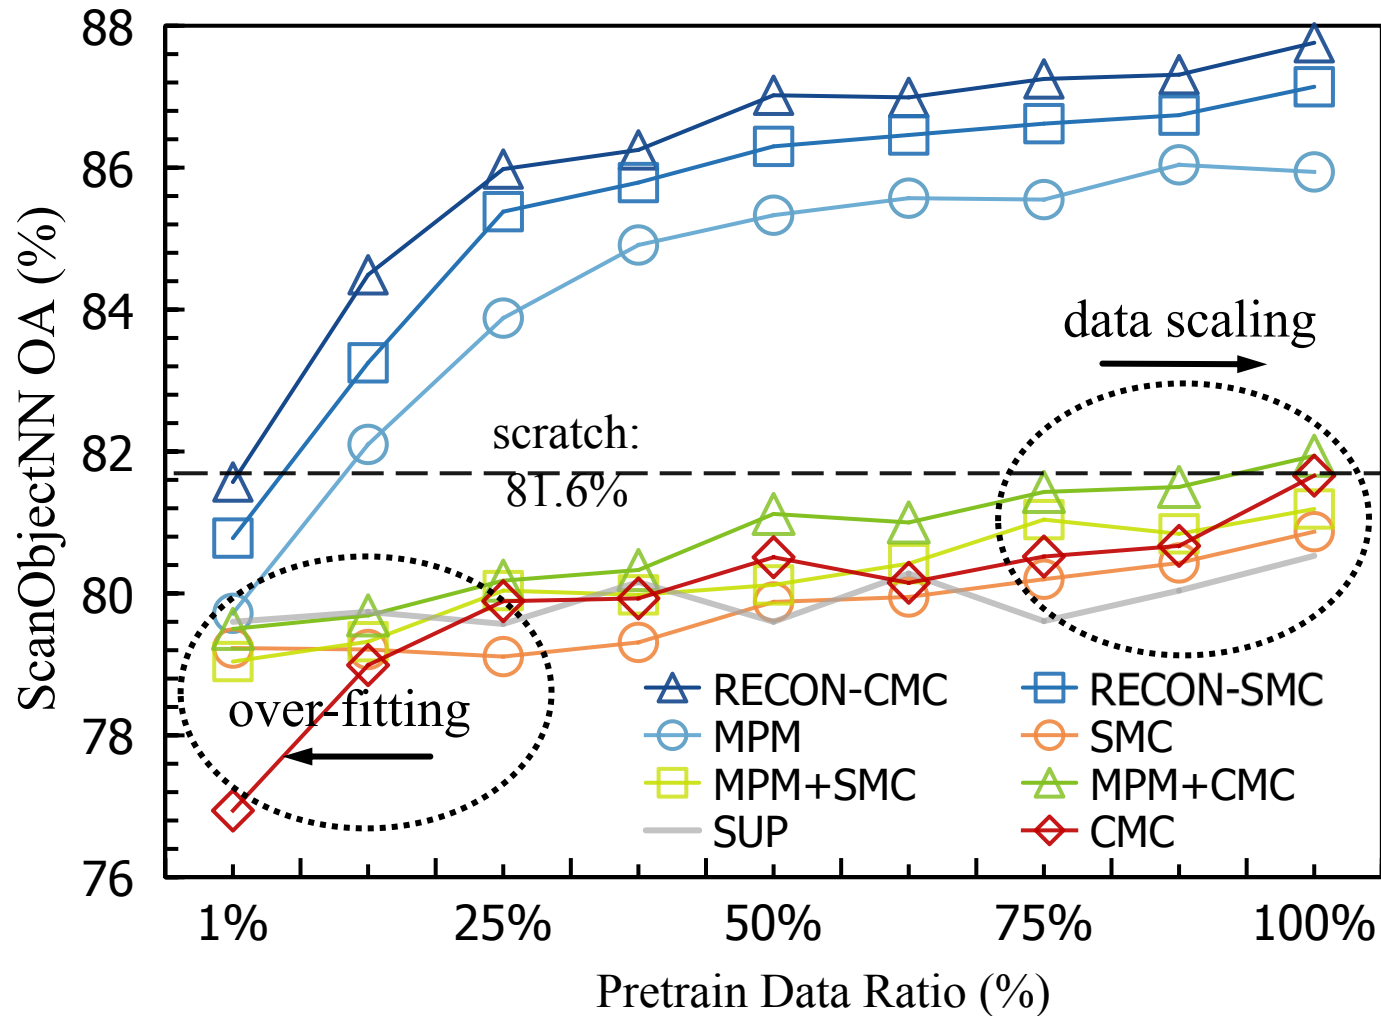 88
86
84
82
80
78
76
ScanObjectNN OA (%)
data scaling
scratch:
81.6%
over-fitting
RECON-CMC
RECON-SMC
MPM
SMC
MPM+SMC
MPM+CMC
SUP
CMC
1%
25%
50%
75%
100%
Pretrain Data Ratio (%)